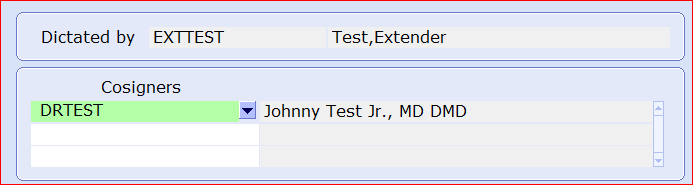 Dictated by EXTTEST Test,Extender
Cosigners
DRTEST Johnny Test Jr., MD DMD